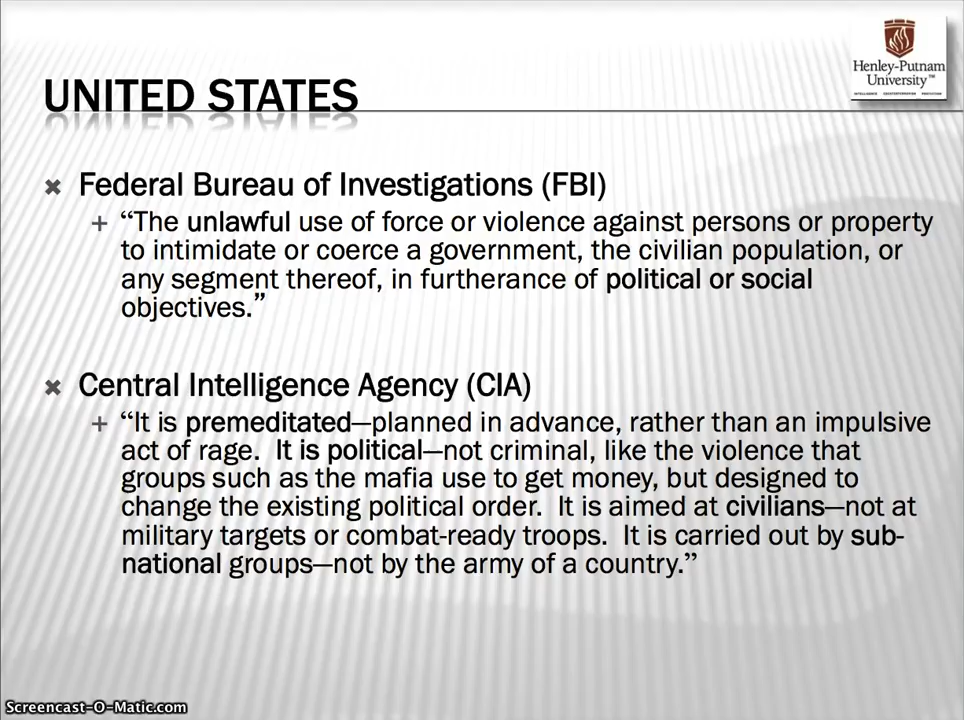 Henley-Putnam
University™
UNITED STATES
Federal Bureau of Investigations (FBI)
“The unlawful use of force or violence against persons or property
to intimidate or coerce a government, the civilian population, or
any segment thereof, in furtherance of political or social
objectives.”
Central Intelligence Agency (CIA)
“It is premeditated—planned in advance, rather than an impulsive
act of rage.  It is political—not criminal, like the violence that
groups such as the mafia use to get money, but designed to
change the existing political order.  It is aimed at civilians—not at
military targets or combat-ready troops.  It is carried out by sub-
national groups—not by the army of a country.”
Screencast-O-Matic.com